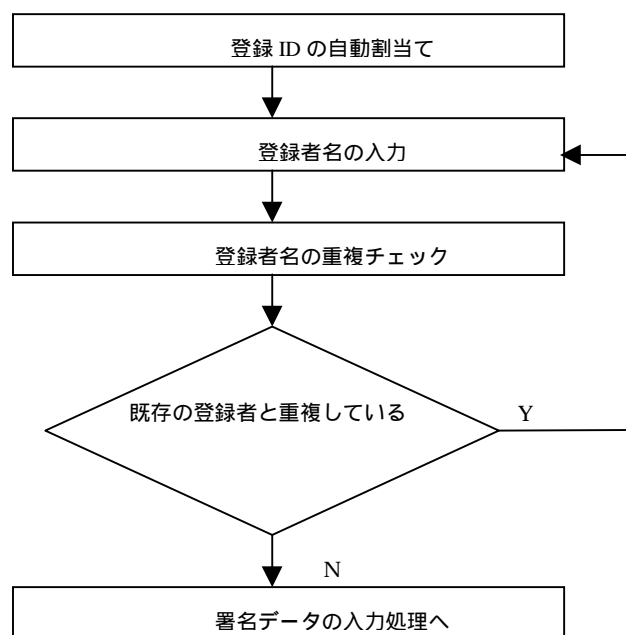 登録 ID の自動割当て
登録者名の入力
登録者名の重複チェック
既存の登録者と重複している
Y
N
署名データの入力処理へ